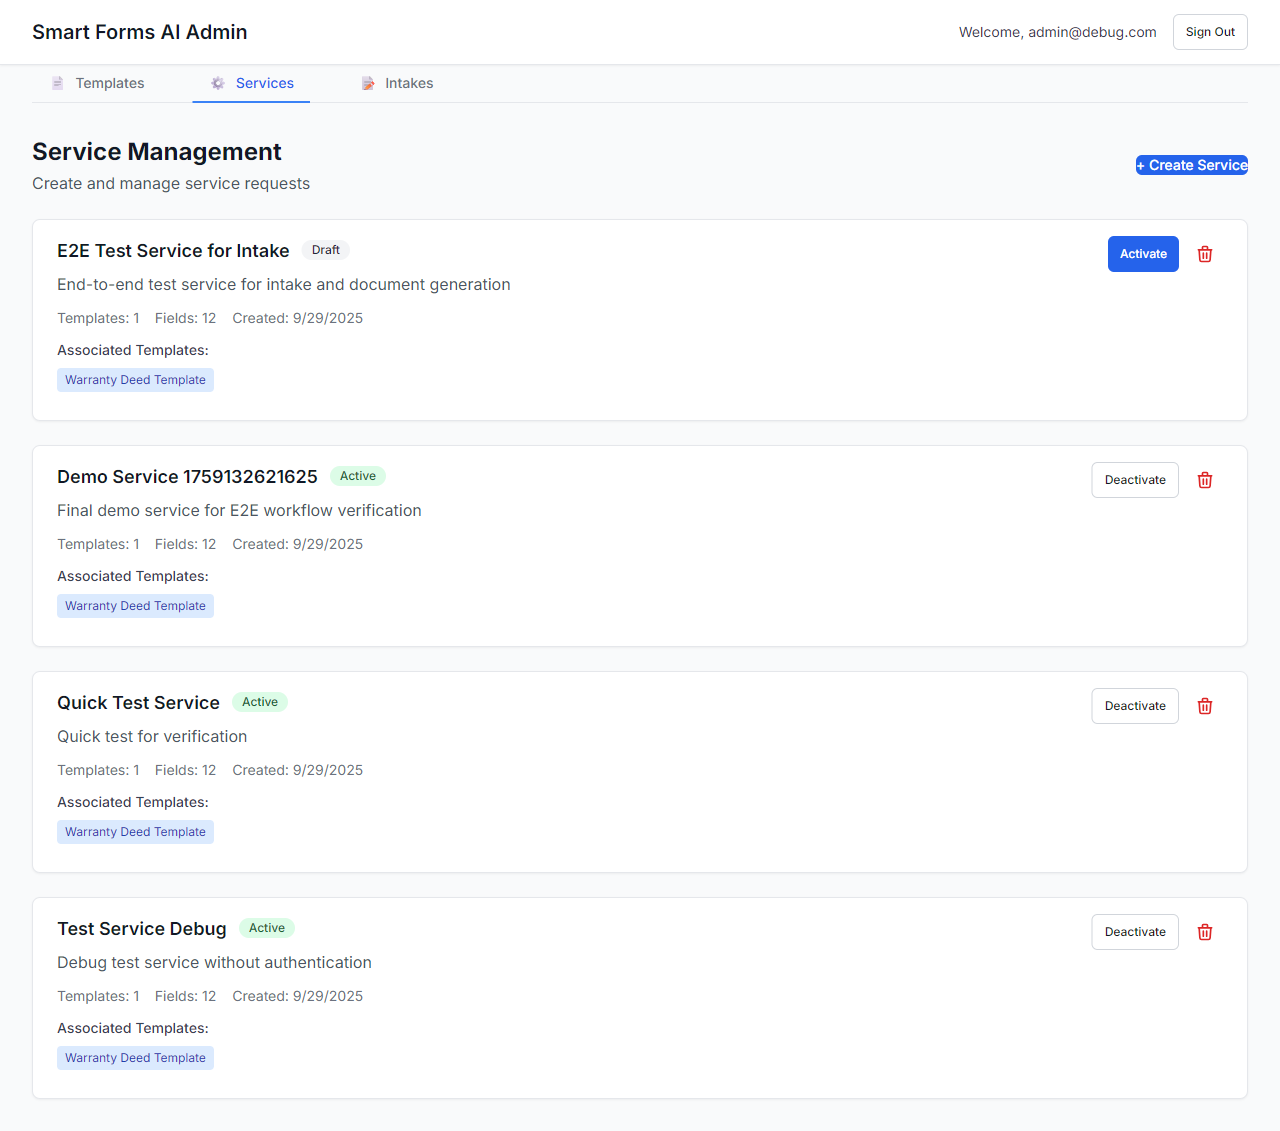 Smart Forms AI Admin
Welcome, admin@debug.com
Sign Out
Templates
Services
Intakes
Service Management
Create and manage service requests
+ Create Service
E2E Test Service for Intake
Draft
Activate
End-to-end test service for intake and document generation
Templates: 1 Fields: 12 Created: 9/29/2025
Associated Templates:
Warranty Deed Template
Demo Service 1759132621625
Active
Deactivate
Final demo service for E2E workflow verification
Templates: 1 Fields: 12 Created: 9/29/2025
Associated Templates:
Warranty Deed Template
Quick Test Service
Active
Deactivate
Quick test for verification
Templates: 1 Fields: 12 Created: 9/29/2025
Associated Templates:
Warranty Deed Template
Test Service Debug
Active
Deactivate
Debug test service without authentication
Templates: 1 Fields: 12 Created: 9/29/2025
Associated Templates:
Warranty Deed Template